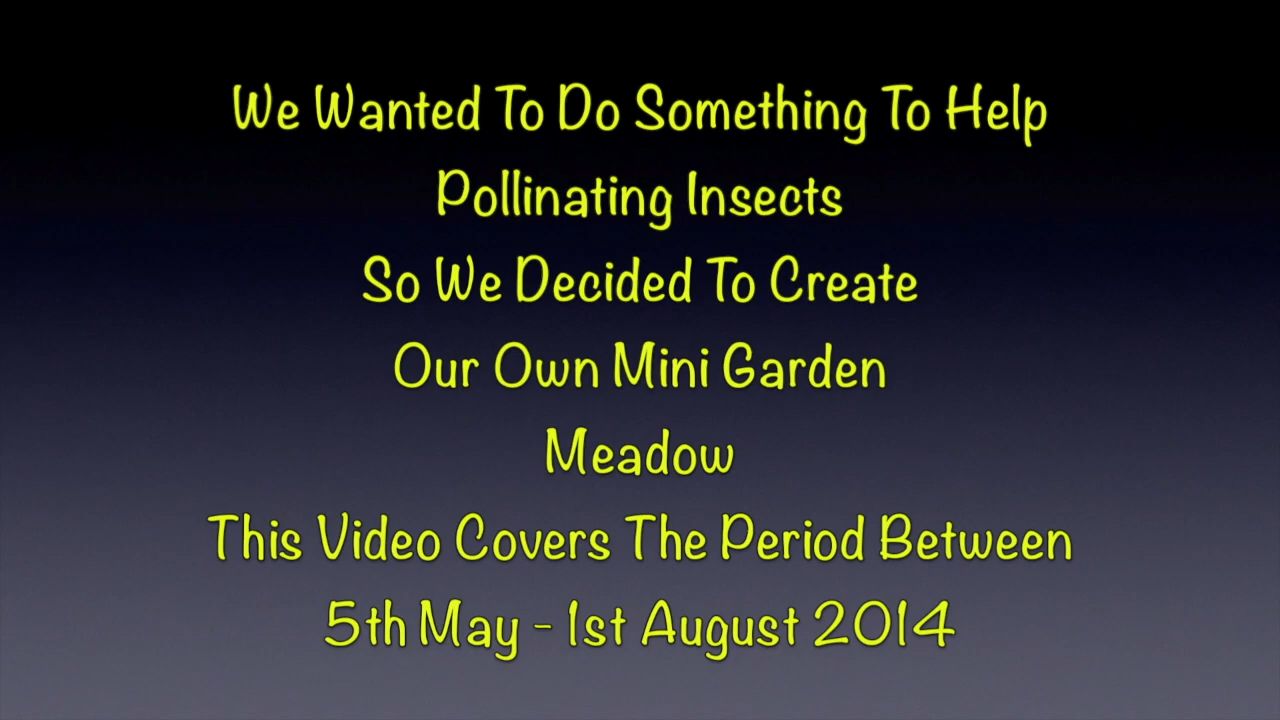 We Wanted To Do Something To Help
Pollinating Insects
So We Decided To Create
Our Own Mini Garden
Meadow
This Video Covers The Period Between
5th May - 1st August 2014